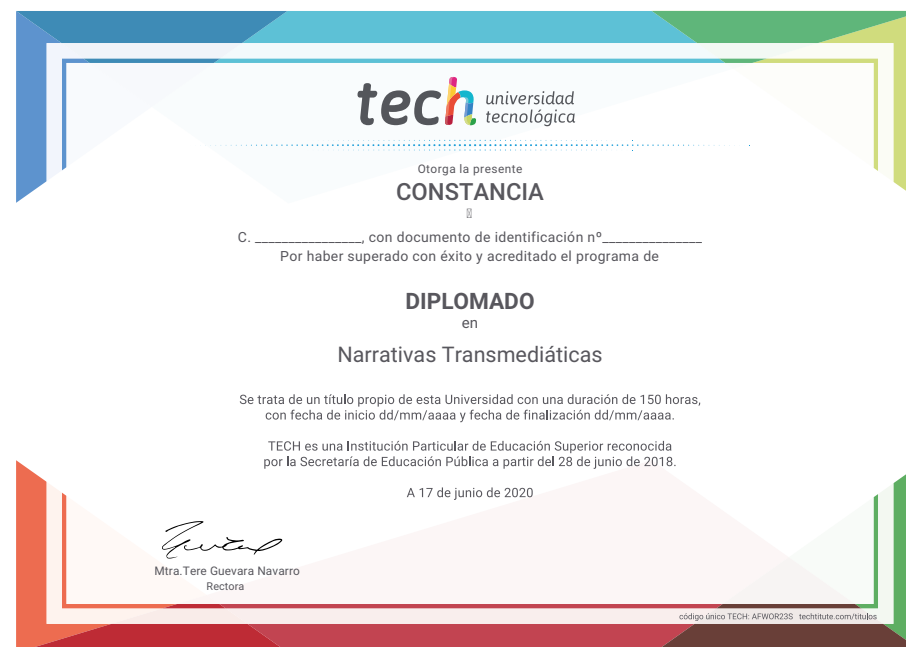 tech universidad
tecnológica
Otorga la presente
CONSTANCIA
C. ________________, con documento de identificación nº_______________
Por haber superado con éxito y acreditado el programa de
DIPLOMADO
en
Narrativas Transmediáticas
Se trata de un título propio de esta Universidad con una duración de 150 horas,
con fecha de inicio dd/mm/aaaa y fecha de finalización dd/mm/aaaa.
TECH es una Institución Particular de Educación Superior reconocida
por la Secretaría de Educación Pública a partir del 28 de junio de 2018.
A 17 de junio de 2020
Mtra.Tere Guevara Navarro
Rectora
código único TECH: AFWOR23S techtitute.com/titulos